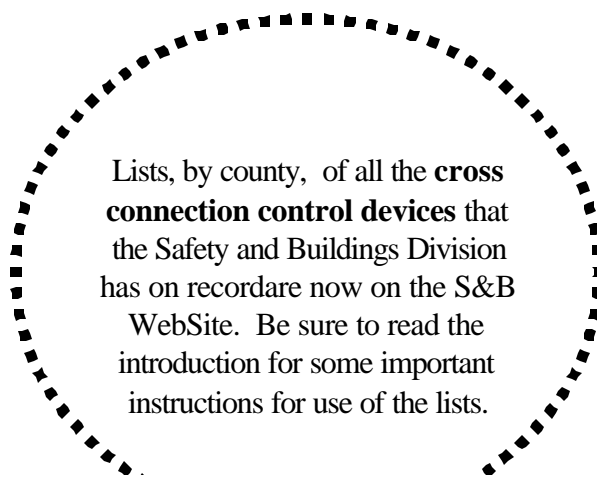 Lists, by county,  of all the cross
connection control devices that
the Safety and Buildings Division
has on recordare now on the S&B
WebSite.  Be sure to read the
introduction for some important
instructions for use of the lists.